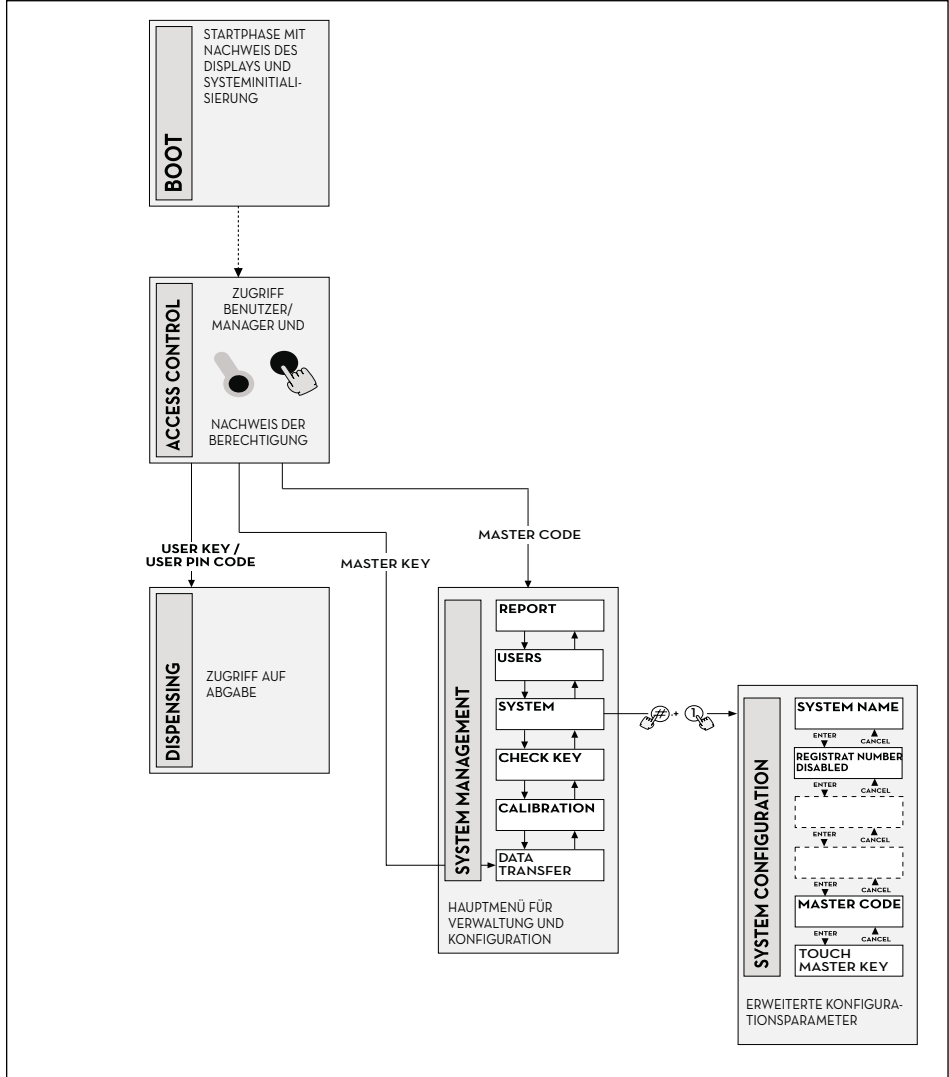 BOOT
STARTPHASE MIT
NACHWEIS DES
DISPLAYS UND
SYSTEMINITIALI-
SIERUNG
ACCESS CONTROL
ZUGRIFF
BENUTZER/
MANAGER UND
NACHWEIS DER
BERECHTIGUNG
USER KEY /
USER PIN CODE
MASTER KEY
MASTER CODE
DISPENSING
ZUGRIFF AUF
ABGABE
SYSTEM MANAGEMENT
REPORT
USERS
SYSTEM
CHECK KEY
CALIBRATION
DATA
TRANSFER
HAUPTMENÜ FÜR
VERWALTUNG UND
KONFIGURATION
# + 1
SYSTEM CONFIGURATION
SYSTEM NAME
ENTER CANCEL
REGISTRAT NUMBER
DISABLED
ENTER CANCEL
ENTER CANCEL
ENTER CANCEL
MASTER CODE
ENTER CANCEL
TOUCH
MASTER KEY
ERWEITERTE KONFIGURA-
TIONSPARAMETER